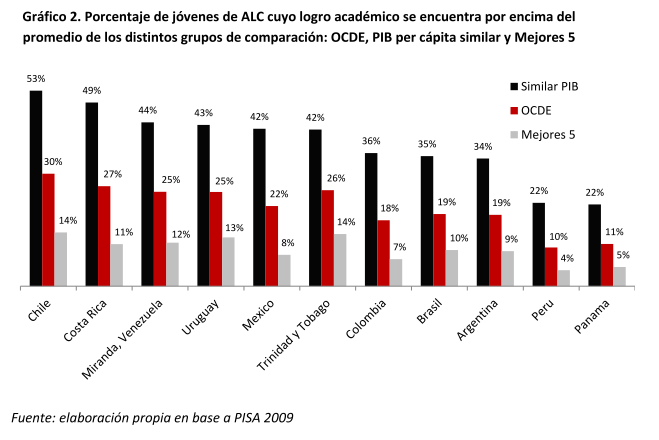 Gráfico 2. Porcentaje de jóvenes de ALC cuyo logro académico se encuentra por encima del
promedio de los distintos grupos de comparación: OCDE, PIB per cápita similar y Mejores 5
Similar PIB
OCDE
Mejores 5
53%
30%
14%
49%
27%
11%
44%
25%
12%
43%
25%
13%
42%
22%
8%
42%
26%
14%
36%
18%
7%
35%
19%
10%
34%
19%
9%
22%
10%
4%
22%
11%
5%
Chile
Costa Rica
Miranda, Venezuela
Uruguay
Mexico
Trinidad y Tobago
Colombia
Brasil
Argentina
Peru
Panama
Fuente: elaboración propia en base a PISA 2009